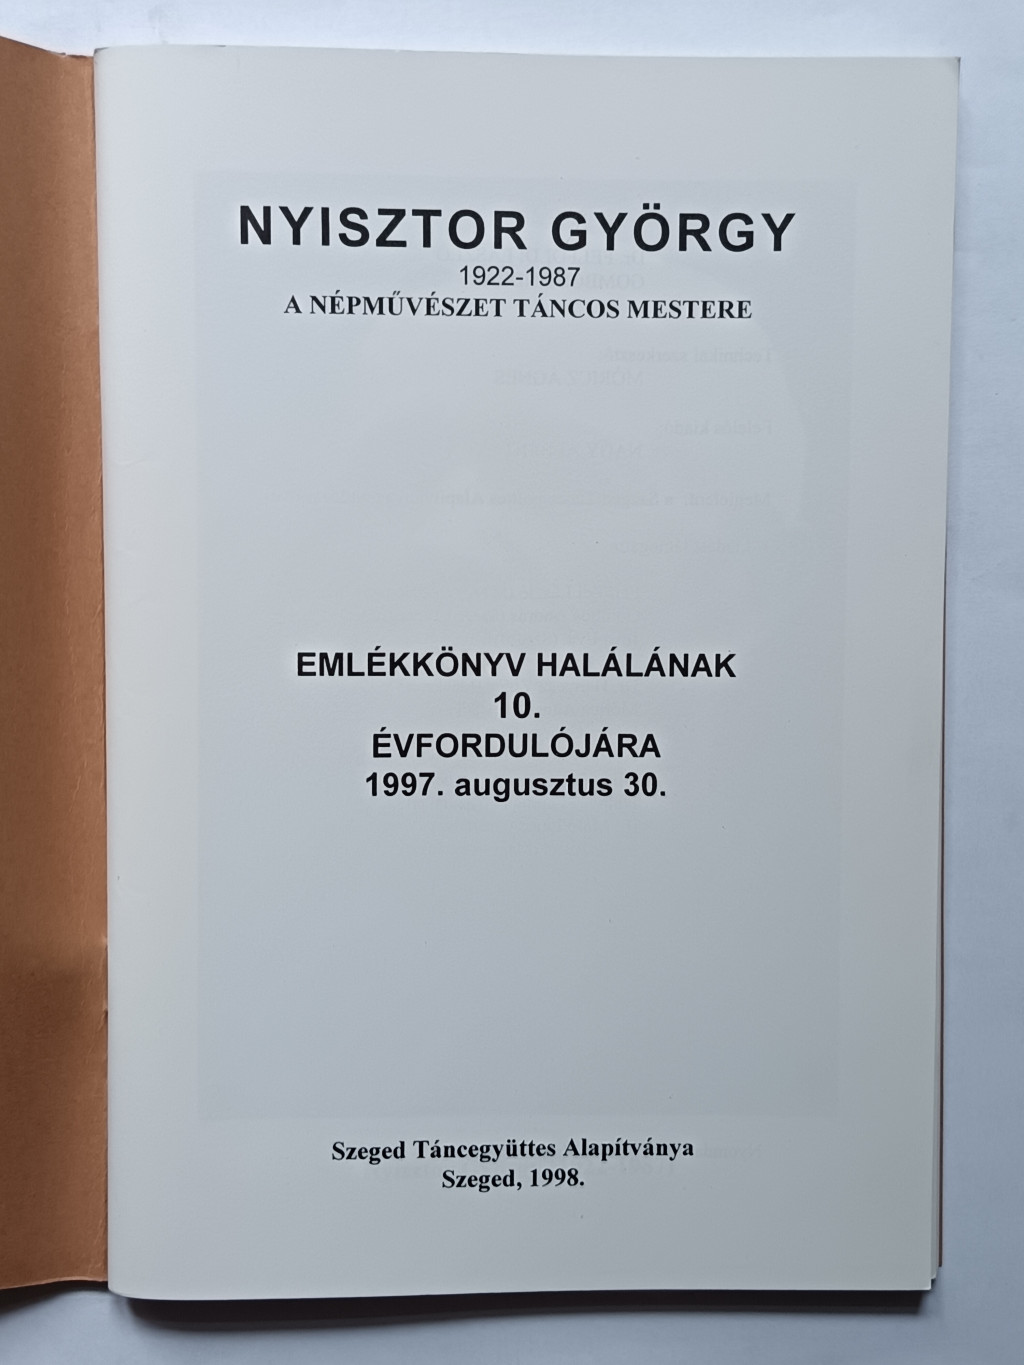 NYISZTOR GYÖRGY
1922-1987
A NÉPMŰVÉSZET TÁNCOS MESTERE
EMLÉKKÖNYV HALÁLÁNAK
10.
ÉVFORDULÓJÁRA
1997. augusztus 30.
Szeged Táncegyüttes Alapítványa
Szeged, 1998.